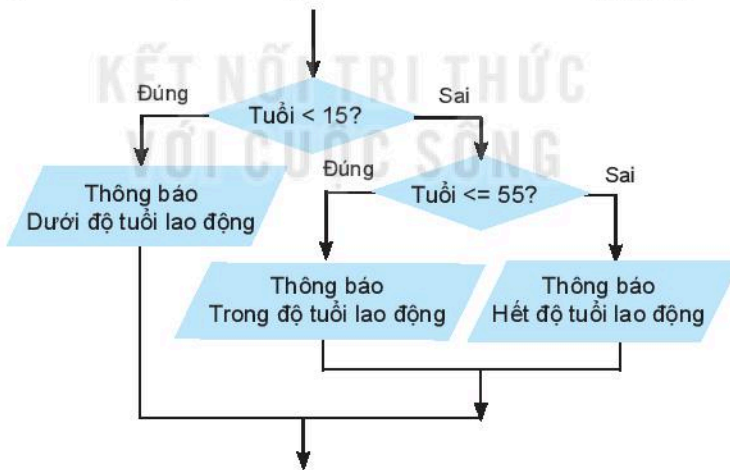 KẾT NỐI TRI THỨC
VỚI CUỘC SỐNG
Đúng
Tuổi < 15?
Sai
Thông báo
Dưới độ tuổi lao động
Đúng
Tuổi <= 55?
Sai
Thông báo
Trong độ tuổi lao động
Thông báo
Hết độ tuổi lao động